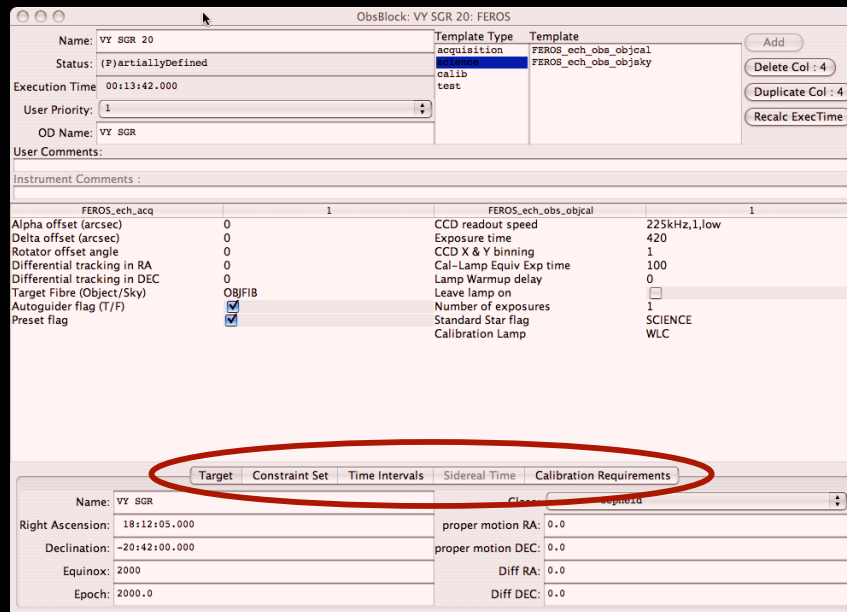 ObsBlock: VY SGR 20: FEROS
Name: VY SGR 20
Status: (P)artiallyDefined
Execution Time 00:13:42.000
User Priority: 1
OD Name: VY SGR
Template Type Template
acquisition FEROS_ech_obs_objcal
science FEROS_ech_obs_objsky
calib
test
Add
Delete Col : 4
Duplicate Col : 4
Recalc ExecTime
User Comments:
Instrument Comments :
FEROS_ech_acq 1 FEROS_ech_obs_objcal 1
Alpha offset (arcsec) 0 CCD readout speed 225kHz,1,low
Delta offset (arcsec) 0 Exposure time 420
Rotator offset angle 0 CCD X & Y binning 1
Differential tracking in RA 0 Cal-Lamp Equiv Exp time 100
Differential tracking in DEC 0 Lamp Warmup delay 0
Target Fibre (Object/Sky) OBJFIB Leave lamp on
Autoguider flag (T/F) Number of exposures 1
Preset flag Standard Star flag SCIENCE
Calibration Lamp WLC
Target Constraint Set Time Intervals Sidereal Time Calibration Requirements
Name: VY SGR
Right Ascension: 18:12:05.000 proper motion RA: 0.0
Declination: -20:42:00.000 proper motion DEC: 0.0
Equinox: 2000 Diff RA: 0.0
Epoch: 2000.0 Diff DEC: 0.0